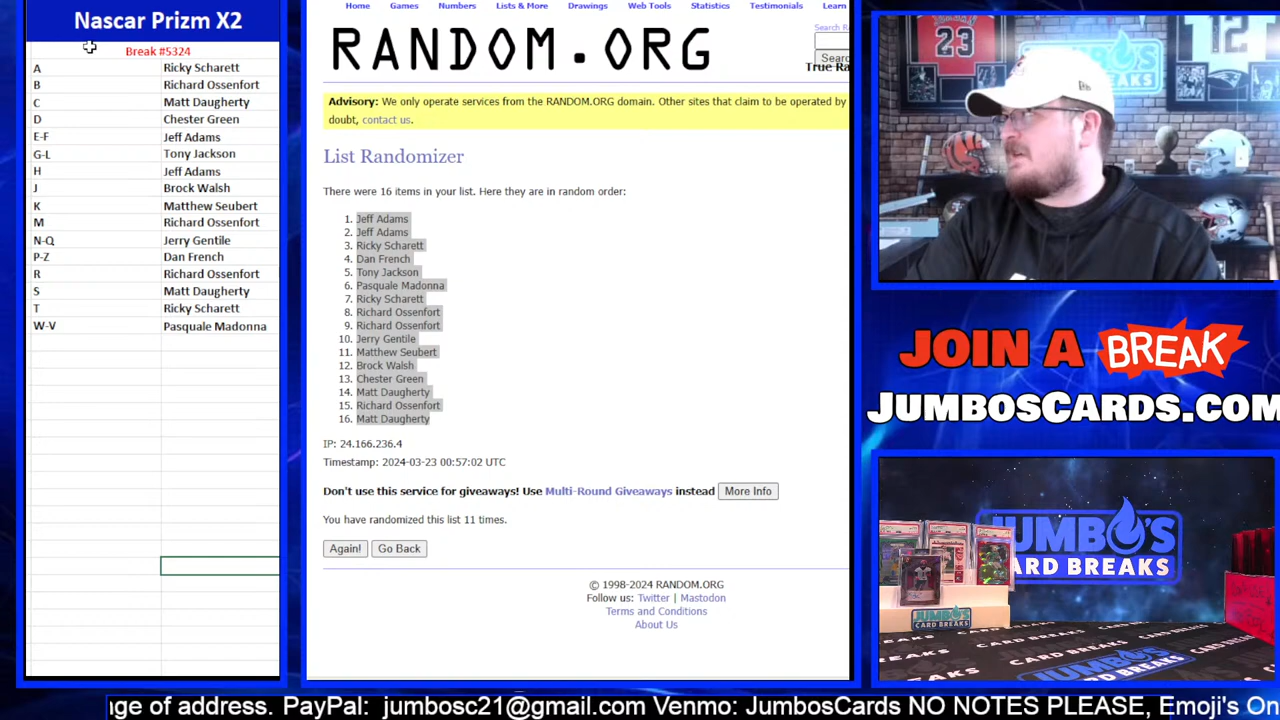 Nascar Prizm X2
Break #5324
A Ricky Scharett
B Richard Ossenfort
C Matt Daugherty
D Chester Green
E-F Jeff Adams
G-L Tony Jackson
H Jeff Adams
J Brock Walsh
K Matthew Seubert
M Richard Ossenfort
N-Q Jerry Gentile
P-Z Dan French
R Richard Ossenfort
S Matt Daugherty
T Ricky Scharett
W-V Pasquale Madonna
Home Games Numbers Lists & More Drawings Web Tools Statistics Testimonials Learn
RANDOM.ORG
Search R
Searc
True Ra
Advisory: We only operate services from the RANDOM.ORG domain. Other sites that claim to be operated by
doubt, contact us.
List Randomizer
There were 16 items in your list. Here they are in random order:
1. Jeff Adams
2. Jeff Adams
3. Ricky Scharett
4. Dan French
5. Tony Jackson
6. Pasquale Madonna
7. Ricky Scharett
8. Richard Ossenfort
9. Richard Ossenfort
10. Jerry Gentile
11. Matthew Seubert
12. Brock Walsh
13. Chester Green
14. Matt Daugherty
15. Richard Ossenfort
16. Matt Daugherty
IP: 24.166.236.4
Timestamp: 2024-03-23 00:57:02 UTC
Don't use this service for giveaways! Use Multi-Round Giveaways instead More Info
You have randomized this list 11 times.
Again! Go Back
© 1998-2024 RANDOM.ORG
Follow us: Twitter | Mastodon
Terms and Conditions
About Us
23
12
JOIN A BREAK
JUMBOSCARDS.COM
JUMBO'S
CARD BREAKS
JUMBO'S
CARD BREAKS
age of address. PayPal: jumbosc21@gmail.com Venmo: JumbosCards NO NOTES PLEASE, Emoji's On